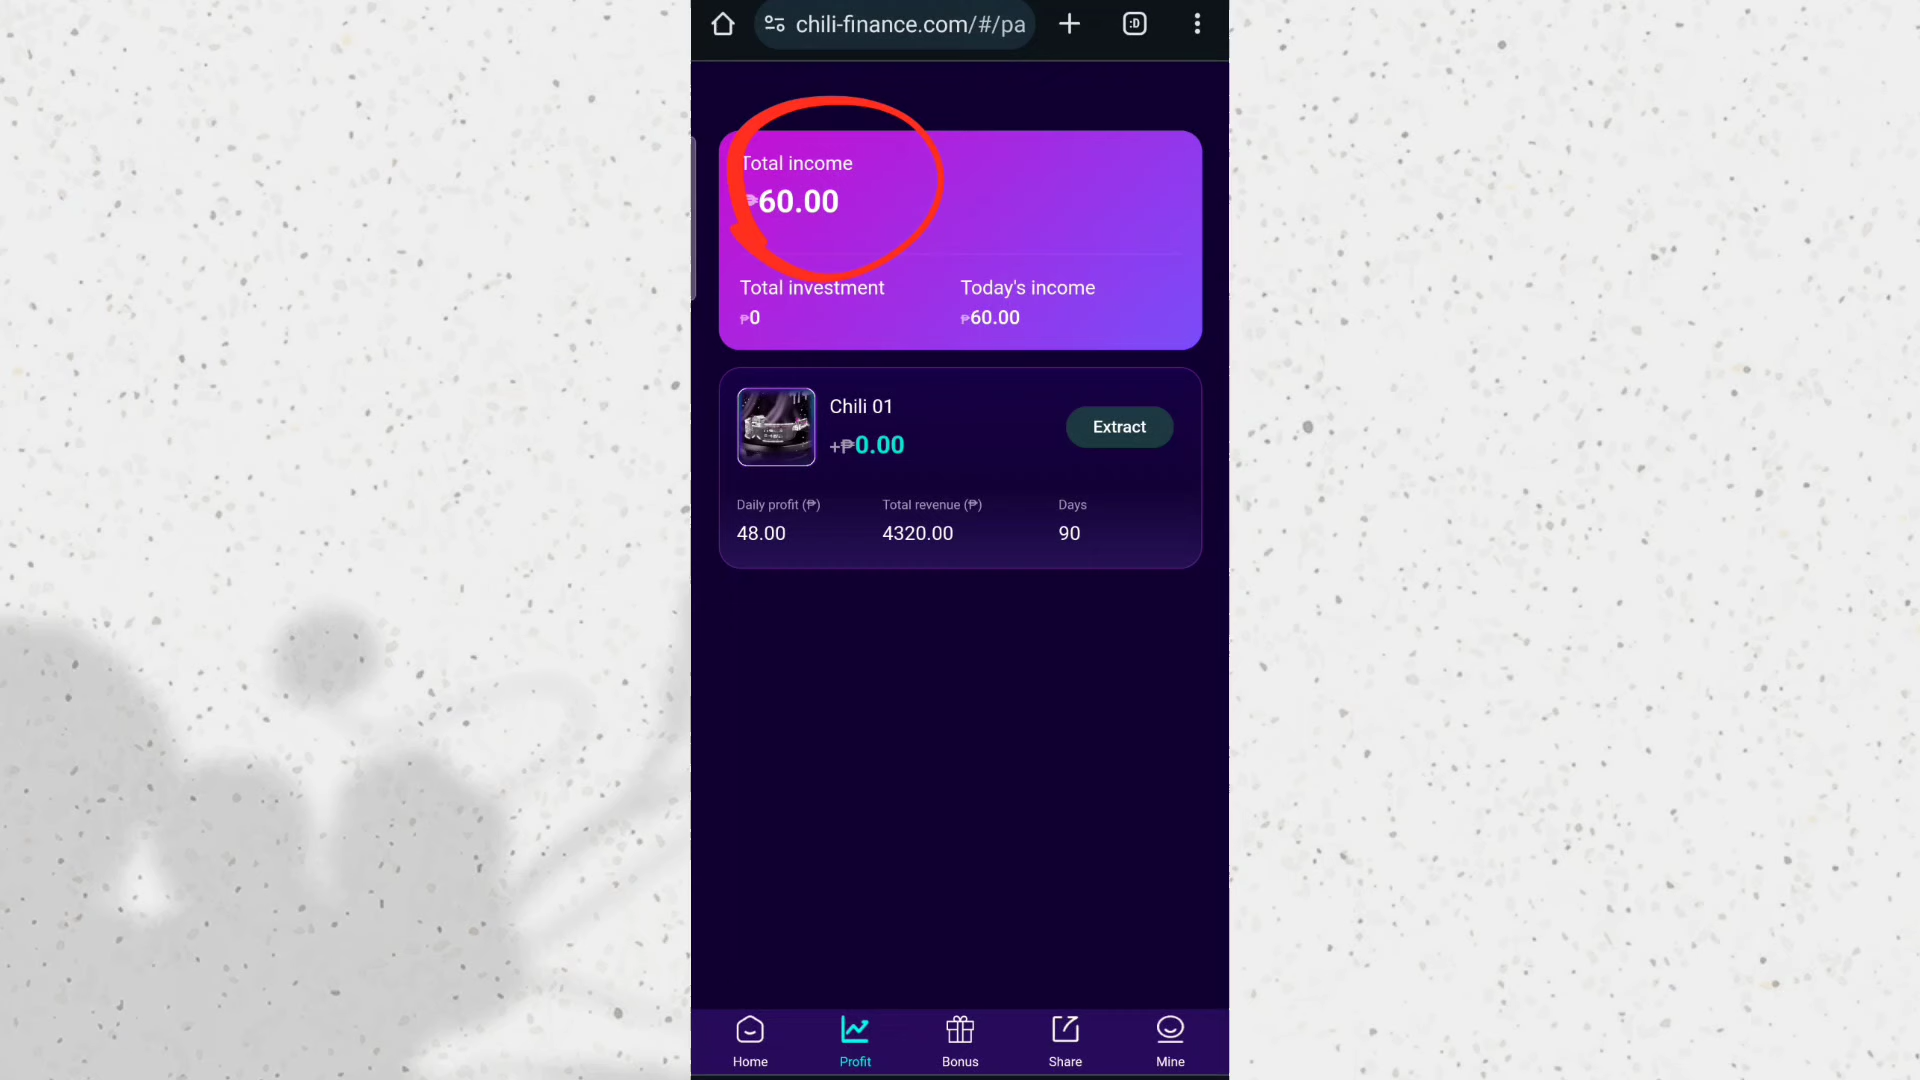 chili-finance.com/#/pa
:D
Total income
₱60.00
Total investment
Today's income
₱0
₱60.00
Chili 01
+₱0.00
Extract
Daily profit (₱)
Total revenue (₱)
Days
48.00
4320.00
90
Home
Profit
Bonus
Share
Mine